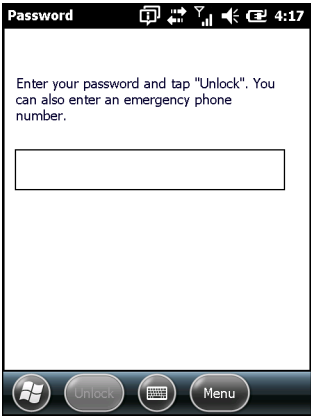 Password 4:17
Enter your password and tap "Unlock". You
can also enter an emergency phone
number.
Unlock Menu